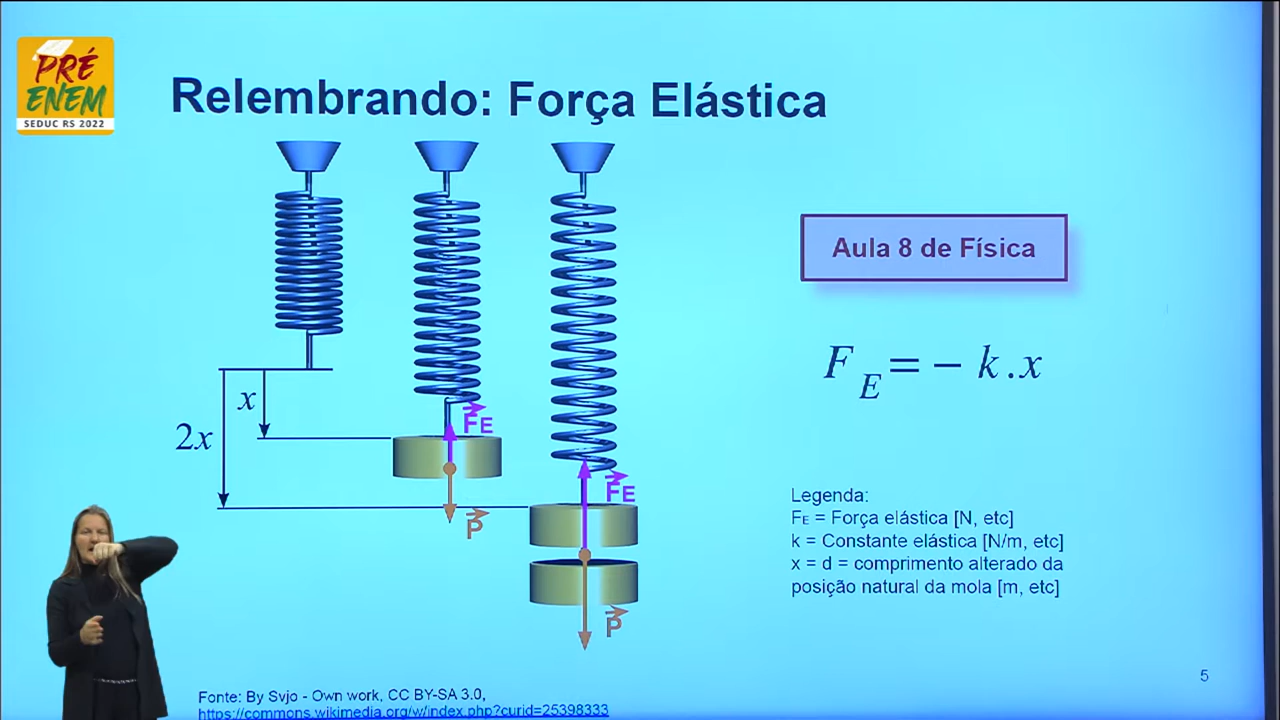 PRÉ
ENEM
SEDUC RS 2022
Relembrando: Força Elástica
Aula 8 de Física
F E = − k . x
x
2x
FE
P
FE
P
Legenda:
FE = Força elástica [N, etc]
k = Constante elástica [N/m, etc]
x = d = comprimento alterado da
posição natural da mola [m, etc]
5
Fonte: By Svjo - Own work, CC BY-SA 3.0,
https://commons.wikimedia.org/w/index.php?curid=25398333